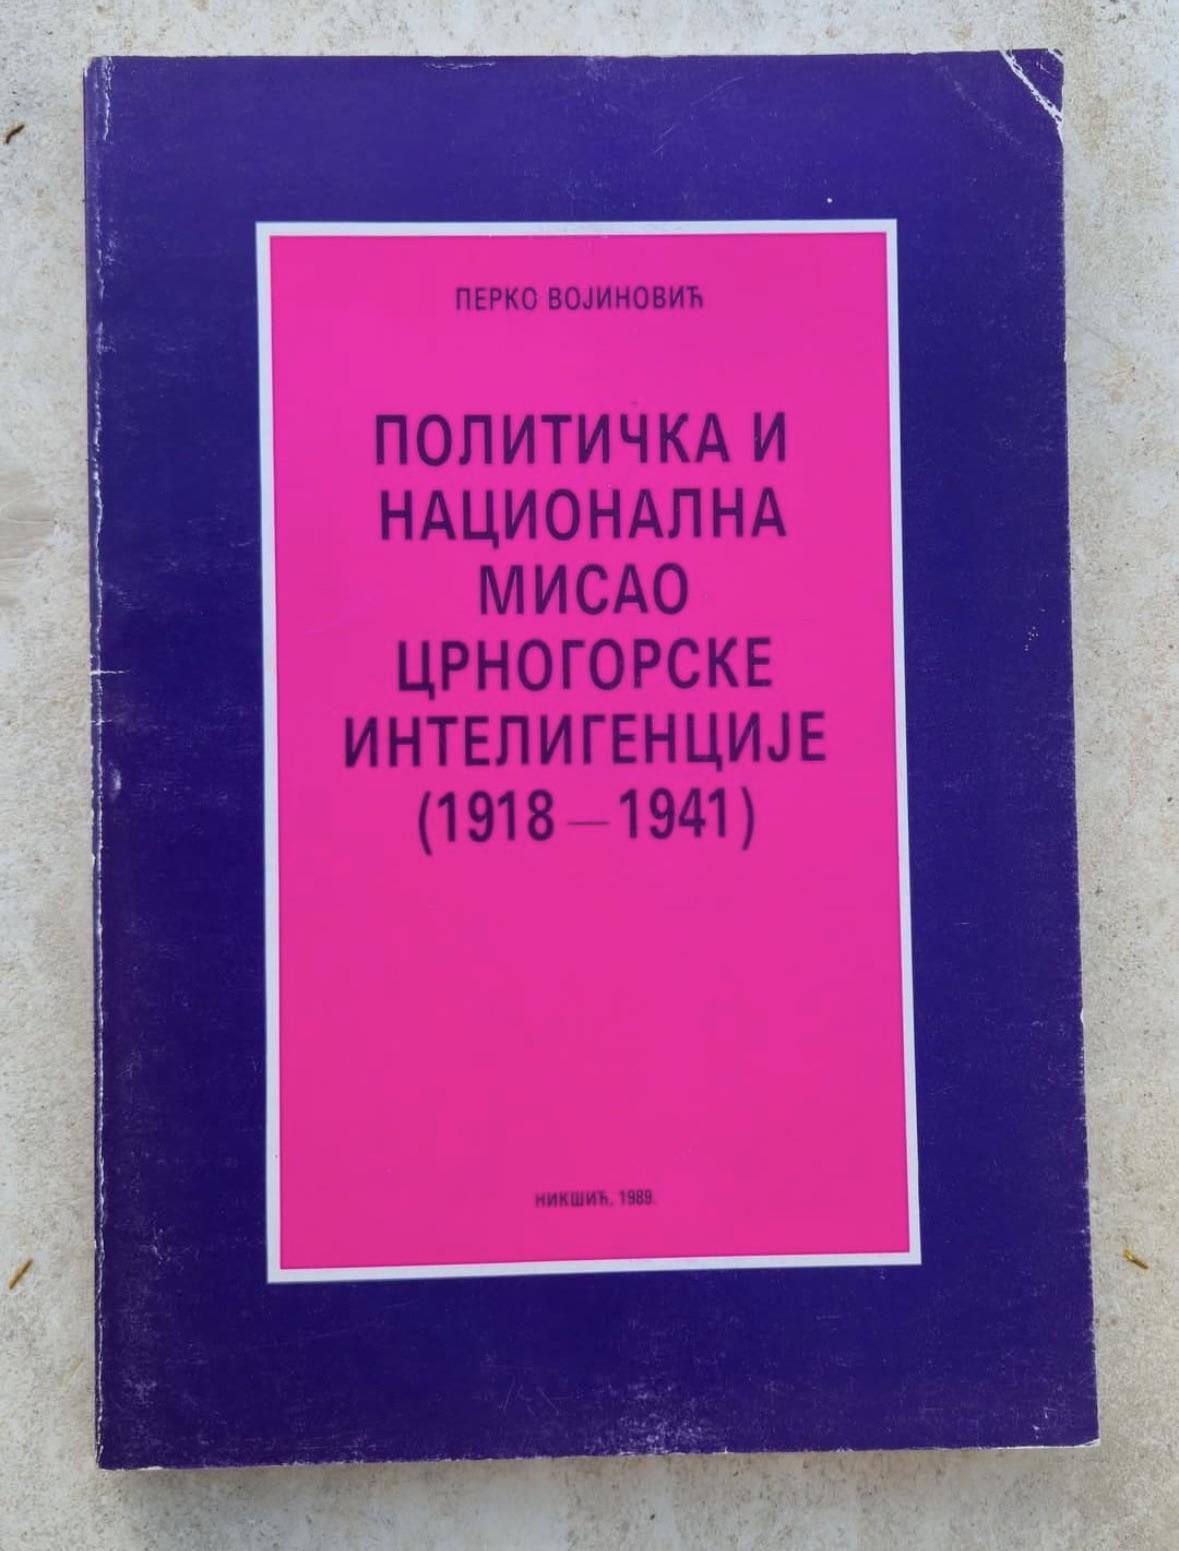 ПЕРКО ВОЈИНОВИЋ
ПОЛИТИЧКА И
НАЦИОНАЛНА
МИСАО
ЦРНОГОРСКЕ
ИНТЕЛИГЕНЦИЈЕ
(1918 — 1941)
НИКШИЋ, 1989.